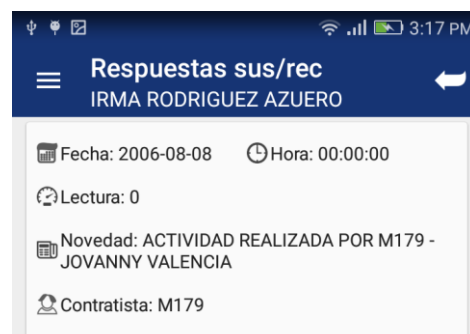 3:17 PM
Respuestas sus/rec
IRMA RODRIGUEZ AZUERO
Fecha: 2006-08-08 Hora: 00:00:00
Lectura: 0
Novedad: ACTIVIDAD REALIZADA POR M179 -
JOVANNY VALENCIA
Contratista: M179